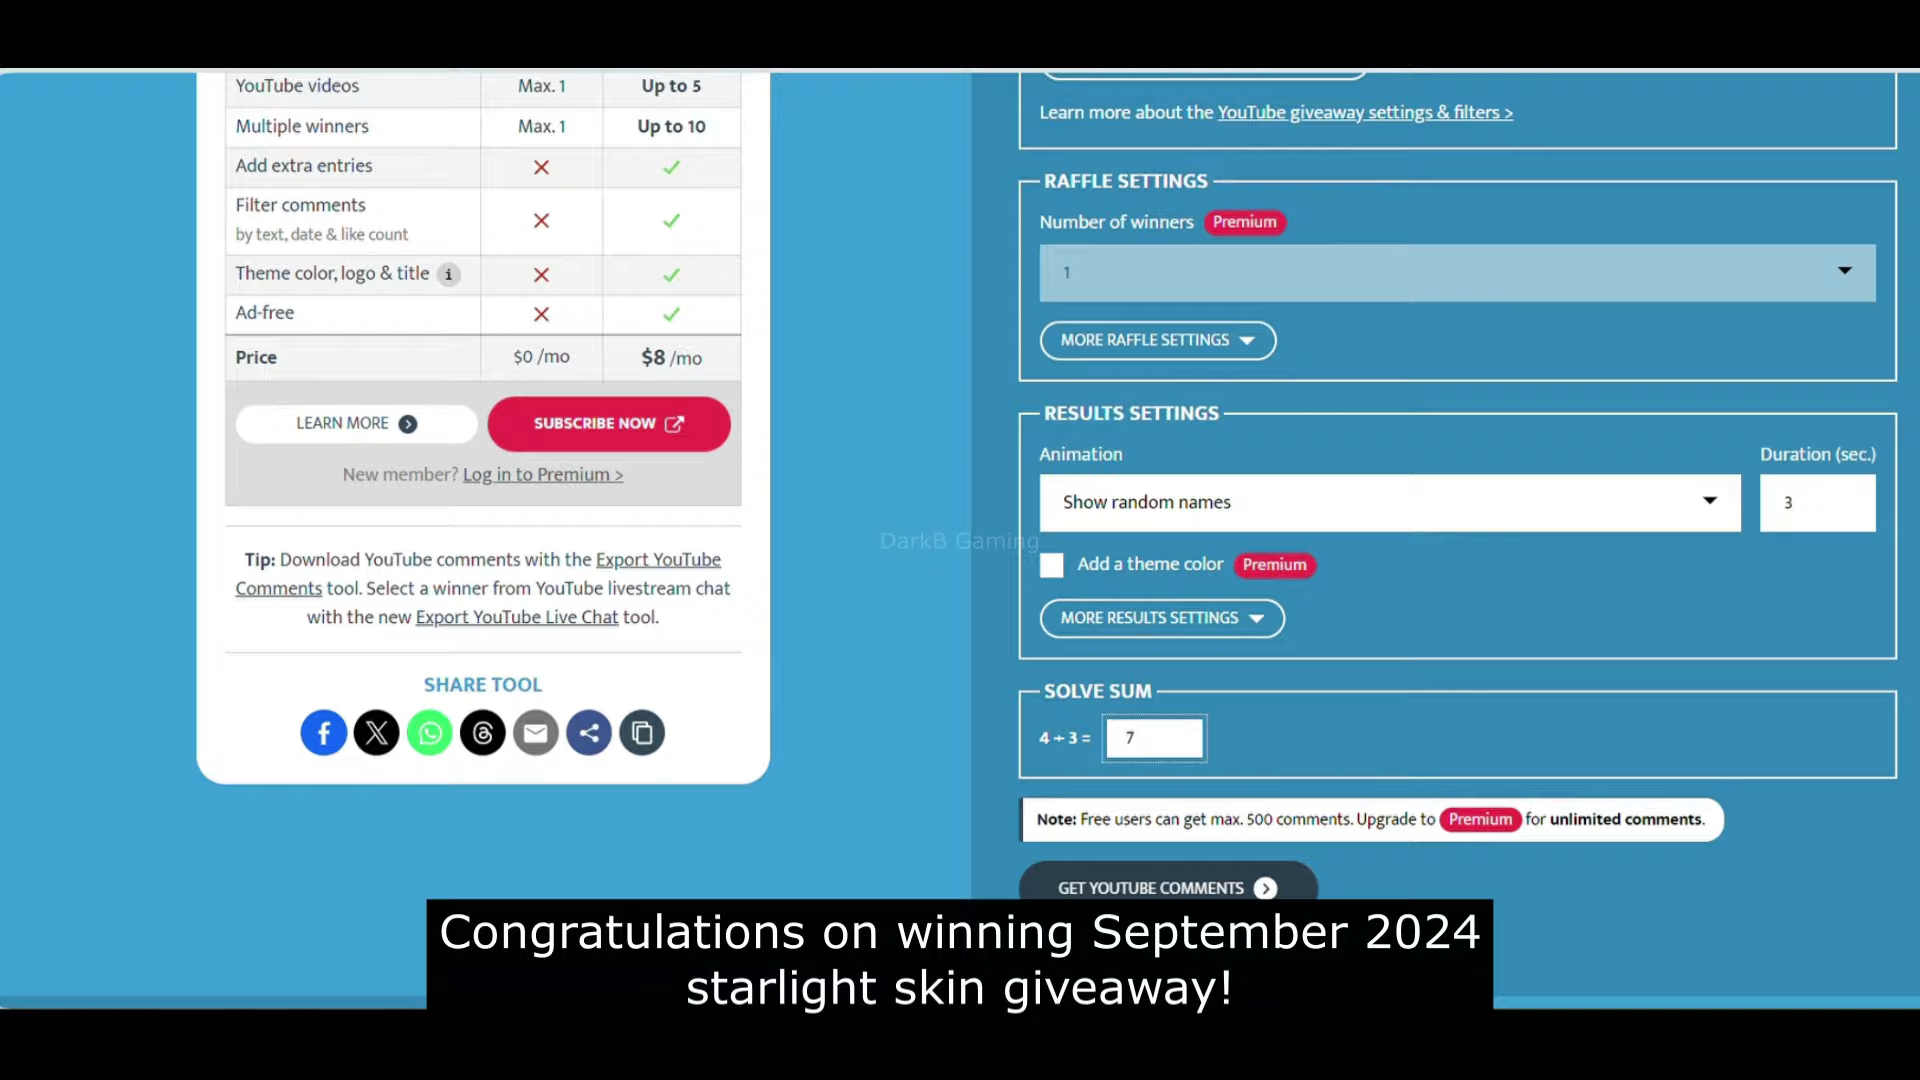 YouTube videos Max. 1 Up to 5
Multiple winners Max. 1 Up to 10
Add extra entries
Filter comments
by text, date & like count
Theme color, logo & title i
Ad-free
Price $0 /mo $8 /mo
LEARN MORE
SUBSCRIBE NOW
New member? Log in to Premium >
Tip: Download YouTube comments with the Export YouTube
Comments tool. Select a winner from YouTube livestream chat
with the new Export YouTube Live Chat tool.
SHARE TOOL
Learn more about the YouTube giveaway settings & filters >
RAFFLE SETTINGS
Number of winners Premium
1
MORE RAFFLE SETTINGS
RESULTS SETTINGS
Animation Duration (sec.)
Show random names 3
DarkB Gaming
Add a theme color Premium
MORE RESULTS SETTINGS
SOLVE SUM
4 + 3 = 7
Note: Free users can get max. 500 comments. Upgrade to Premium for unlimited comments.
GET YOUTUBE COMMENTS
Congratulations on winning September 2024
starlight skin giveaway!